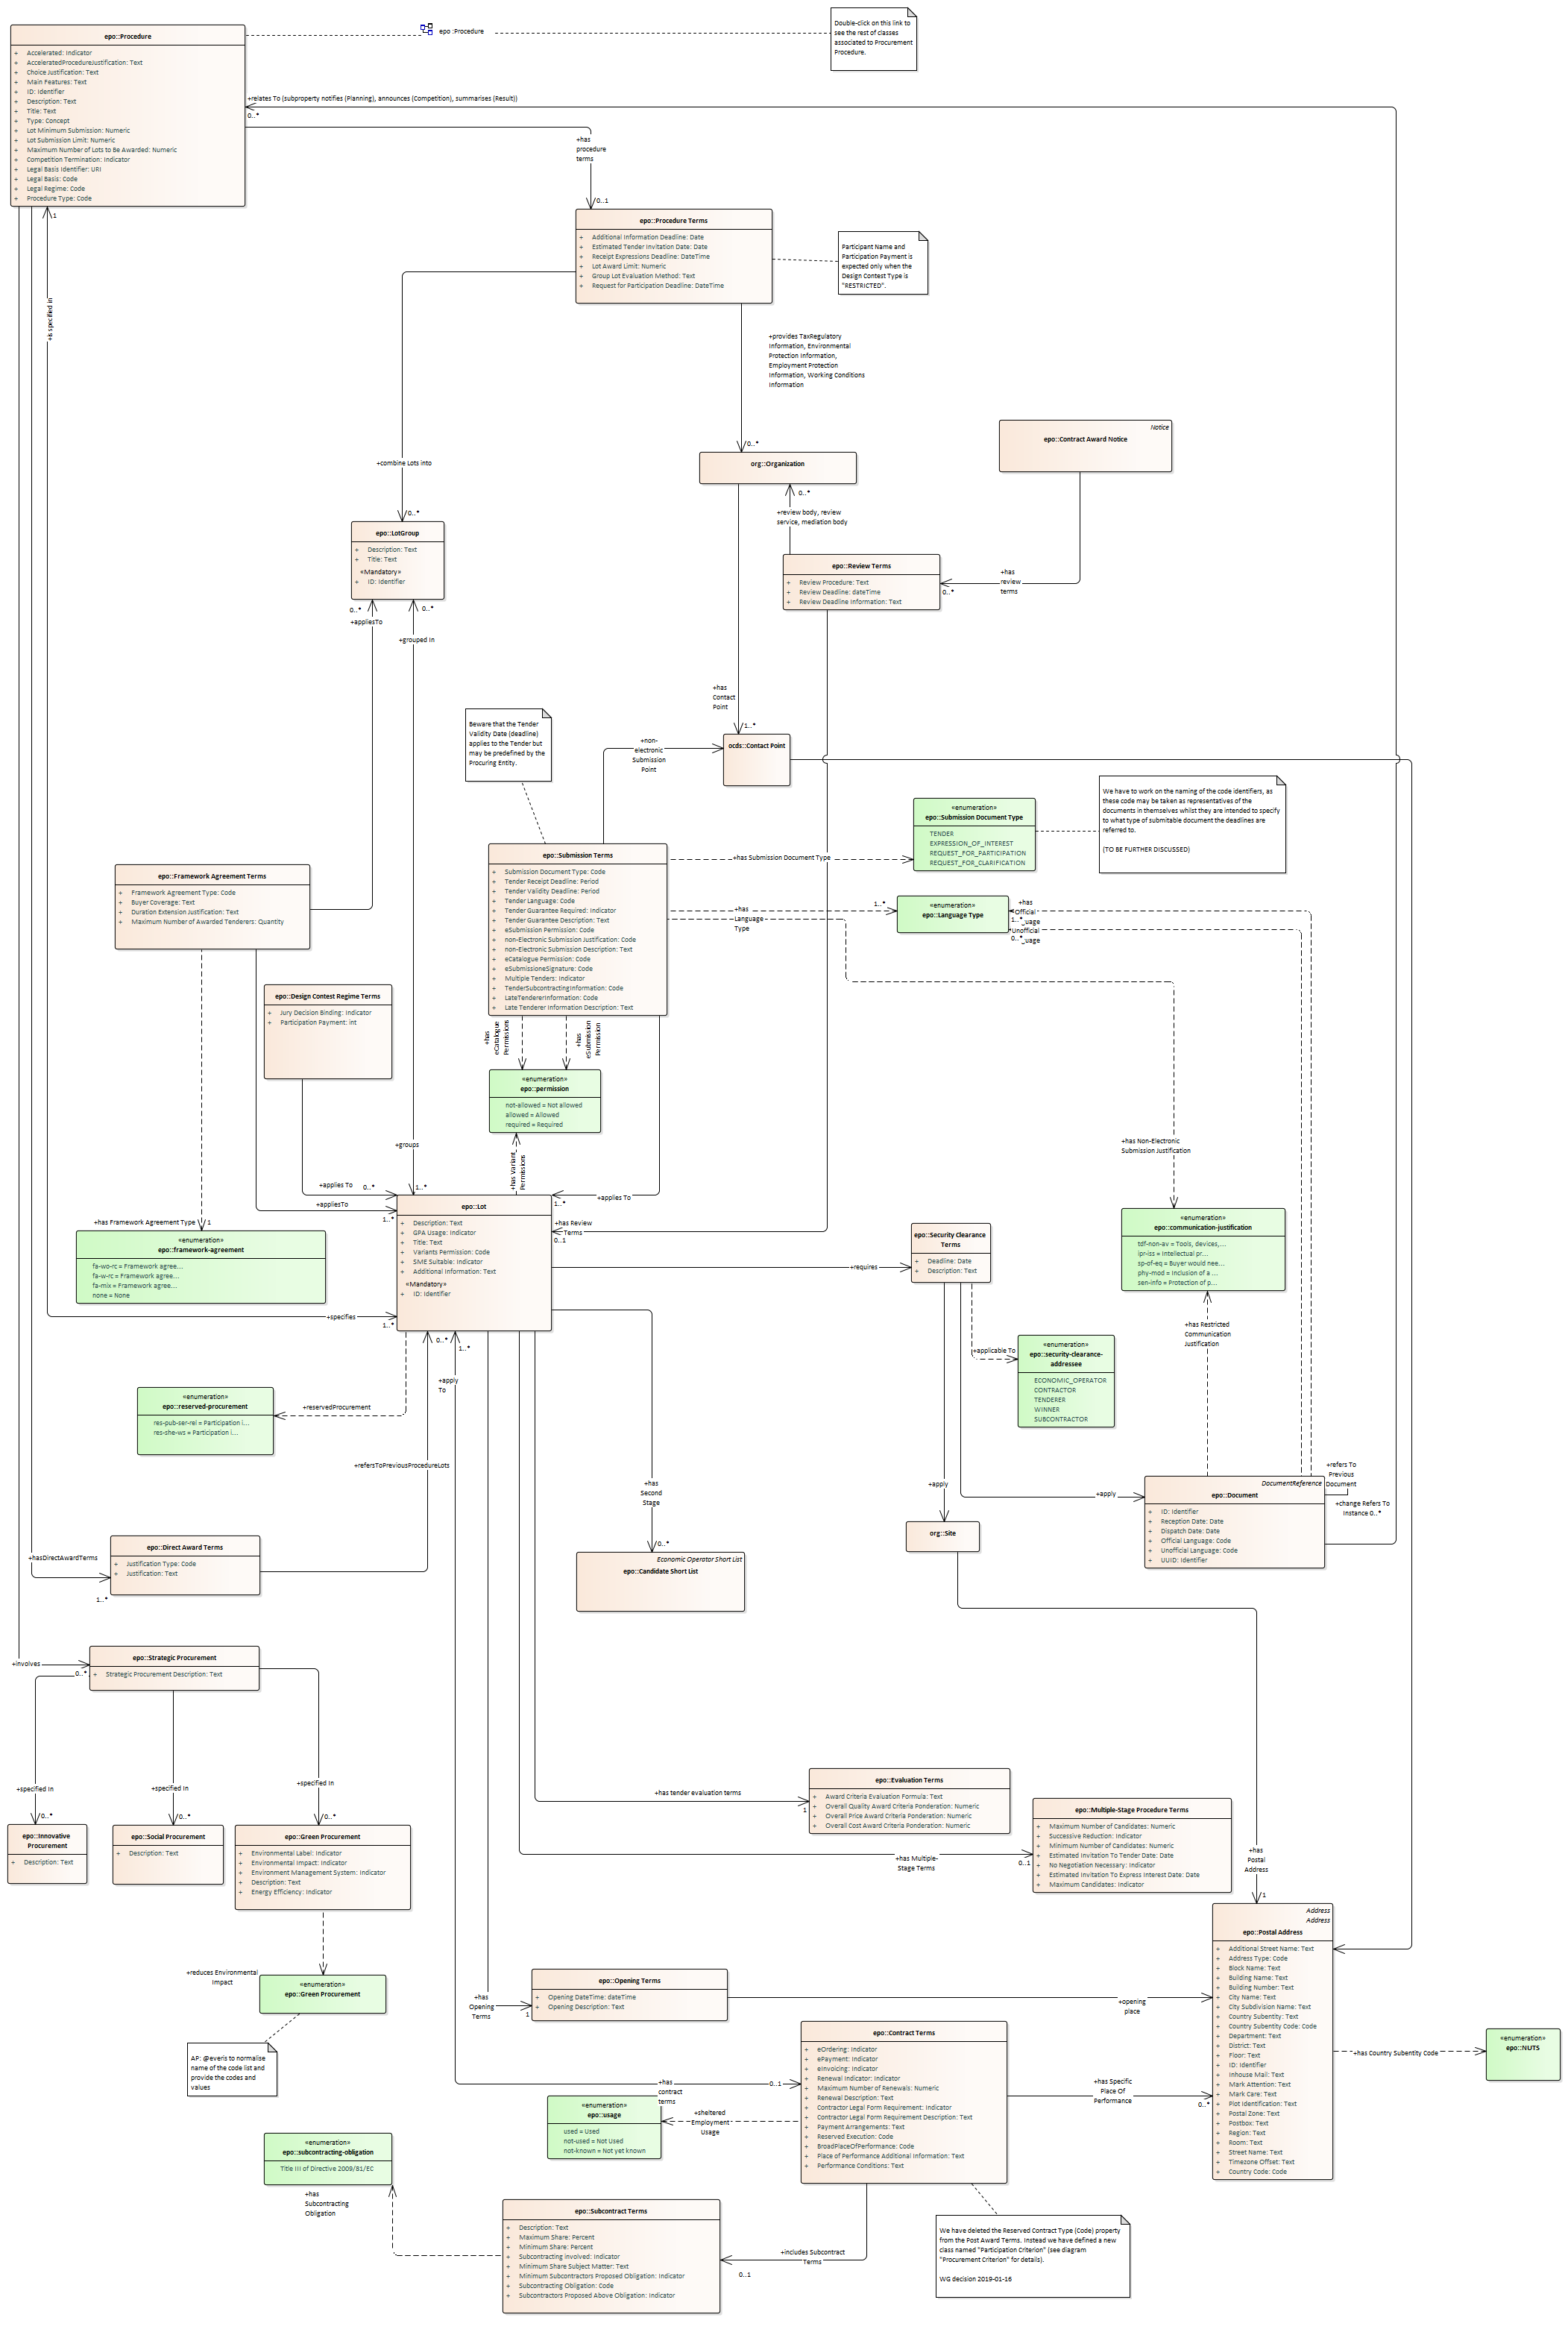 epo::Procedure
+ Accelerated: Indicator
+ AcceleratedProcedureJustification: Text
+ Choice Justification: Text
+ Main Features: Text
+ ID: Identifier
+ Description: Text
+ Title: Text
+ Type: Concept
+ Lot Minimum Submission: Numeric
+ Lot Submission Limit: Numeric
+ Maximum Number of Lots to Be Awarded: Numeric
+ Competition Termination: Indicator
+ Legal Basis Identifier: URI
+ Legal Basis: Code
+ Legal Regime: Code
+ Procedure Type: Code
epo :Procedure
Double-click on this link to
see the rest of classes
associated to Procurement
Procedure.
+relates To (subproperty notifies (Planning), announces (Competition), summarises (Result))
0..*
+has
procedure
terms
0..1
1
+is specified in
epo::Procedure Terms
+ Additional Information Deadline: Date
+ Estimated Tender Invitation Date: Date
+ Receipt Expressions Deadline: DateTime
+ Lot Award Limit: Numeric
+ Group Lot Evaluation Method: Text
+ Request for Participation Deadline: DateTime
Participant Name and
Participation Payment is
expected only when the
Design Contest Type is
"RESTRICTED".
+provides TaxRegulatory
Information, Environmental
Protection Information,
Employment Protection
Information, Working Conditions
Information
0..*
+combine Lots into
0..*
org::Organization
Notice
epo::Contract Award Notice
0..*
+review body, review
service, mediation body
epo::LotGroup
+ Description: Text
+ Title: Text
«Mandatory»
+ ID: Identifier
epo::Review Terms
+ Review Procedure: Text
+ Review Deadline: dateTime
+ Review Deadline Information: Text
+has
review
terms
0..*
0..*
+appliesTo
0..*
+grouped In
+has
Contact
Point
1..*
Beware that the Tender
Validity Date (deadline)
applies to the Tender but
may be predefined by the
Procuring Entity.
+non-
electronic
Submission
Point
ocds::Contact Point
We have to work on the naming of the code identifiers, as
these code may be taken as representatives of the
documents in themselves whilst they are intended to specify
to what type of submitable document the deadlines are
referred to.
(TO BE FURTHER DISCUSSED)
«enumeration»
epo::Submission Document Type
TENDER
EXPRESSION_OF_INTEREST
REQUEST_FOR_PARTICIPATION
REQUEST_FOR_CLARIFICATION
+has Submission Document Type
epo::Submission Terms
+ Submission Document Type: Code
+ Tender Receipt Deadline: Period
+ Tender Validity Deadline: Period
+ Tender Language: Code
+ Tender Guarantee Required: Indicator
+ Tender Guarantee Description: Text
+ eSubmission Permission: Code
+ non-Electronic Submission Justification: Code
+ non-Electronic Submission Description: Text
+ eCatalogue Permission: Code
+ eSubmissioneSignature: Code
+ Multiple Tenders: Indicator
+ TenderSubcontractingInformation: Code
+ LateTendererInformation: Code
+ Late Tenderer Information Description: Text
epo::Framework Agreement Terms
+ Framework Agreement Type: Code
+ Buyer Coverage: Text
+ Duration Extension Justification: Text
+ Maximum Number of Awarded Tenderers: Quantity
+has
Language
Type
1..*
«enumeration»
epo::Language Type
+has
Official
1..*
uage
Unofficial
0..*
uage
epo::Design Contest Regime Terms
+ Jury Decision Binding: Indicator
+ Participation Payment: int
+has
eCatalogue
Permissions
+has
eSubmission
Permission
«enumeration»
epo::permission
not-allowed = Not allowed
allowed = Allowed
required = Required
+has Variant
Permissions
+groups
1..*
+has Non-Electronic
Submission Justification
+applies To
0..*
+appliesTo
1..*
+applies To
1..*
+has Review
Terms
0..1
+has Framework Agreement Type
1
«enumeration»
epo::framework-agreement
fa-wo-rc = Framework agree...
fa-w-rc = Framework agree...
fa-mix = Framework agree...
none = None
epo::Lot
+ Description: Text
+ GPA Usage: Indicator
+ Title: Text
+ Variants Permission: Code
+ SME Suitable: Indicator
+ Additional Information: Text
«Mandatory»
+ ID: Identifier
epo::Security Clearance
Terms
+ Deadline: Date
+ Description: Text
«enumeration»
epo::communication-justification
tdf-non-av = Tools, devices,...
ipr-iss = Intellectual pr...
sp-of-eq = Buyer would nee...
phy-mod = Inclusion of a ...
sen-info = Protection of p...
+requires
+specifies
1..*
+has Restricted
Communication
Justification
+applicable To
«enumeration»
epo::security-clearance-
addressee
ECONOMIC_OPERATOR
CONTRACTOR
TENDERER
WINNER
SUBCONTRACTOR
0..*
1..*
+apply
To
«enumeration»
epo::reserved-procurement
res-pub-ser-rei = Participation i...
res-she-ws = Participation i...
+reservedProcurement
+refersToPreviousProcedureLots
+has
Second
Stage
0..*
+apply
+apply
DocumentReference
epo::Document
+ ID: Identifier
+ Reception Date: Date
+ Dispatch Date: Date
+ Official Language: Code
+ Unofficial Language: Code
+ UUID: Identifier
+refers To
Previous
Document
+change Refers To
Instance 0..*
org::Site
epo::Direct Award Terms
+ Justification Type: Code
+ Justification: Text
+hasDirectAwardTerms
1..*
Economic Operator Short List
epo::Candidate Short List
epo::Strategic Procurement
+ Strategic Procurement Description: Text
+involves
0..*
+specified In
0..*
+specified In
0..*
+specified In
0..*
epo::Innovative
Procurement
+ Description: Text
epo::Social Procurement
+ Description: Text
epo::Green Procurement
+ Environmental Label: Indicator
+ Environmental Impact: Indicator
+ Environment Management System: Indicator
+ Description: Text
+ Energy Efficiency: Indicator
+has tender evaluation terms
1
epo::Evaluation Terms
+ Award Criteria Evaluation Formula: Text
+ Overall Quality Award Criteria Ponderation: Numeric
+ Overall Price Award Criteria Ponderation: Numeric
+ Overall Cost Award Criteria Ponderation: Numeric
+has Multiple-
Stage Terms
0..1
epo::Multiple-Stage Procedure Terms
+ Maximum Number of Candidates: Numeric
+ Successive Reduction: Indicator
+ Minimum Number of Candidates: Numeric
+ Estimated Invitation To Tender Date: Date
+ No Negotiation Necessary: Indicator
+ Estimated Invitation To Express Interest Date: Date
+ Maximum Candidates: Indicator
+has
Postal
Address
1
Address
Address
epo::Postal Address
+ Additional Street Name: Text
+ Address Type: Code
+ Block Name: Text
+ Building Name: Text
+ Building Number: Text
+ City Name: Text
+ City Subdivision Name: Text
+ Country Subentity: Text
+ Country Subentity Code: Code
+ Department: Text
+ District: Text
+ Floor: Text
+ ID: Identifier
+ Inhouse Mail: Text
+ Mark Attention: Text
+ Mark Care: Text
+ Plot Identification: Text
+ Postal Zone: Text
+ Postbox: Text
+ Region: Text
+ Room: Text
+ Street Name: Text
+ Timezone Offset: Text
+ Country Code: Code
+reduces Environmental
Impact
«enumeration»
epo::Green Procurement
AP: @everis to normalise
name of the code list and
provide the codes and
values
+has
Opening
Terms
1
epo::Opening Terms
+ Opening DateTime: dateTime
+ Opening Description: Text
+opening
place
«enumeration»
epo::NUTS
+has Country Subentity Code
epo::Contract Terms
+ eOrdering: Indicator
+ ePayment: Indicator
+ eInvoicing: Indicator
+ Renewal Indicator: Indicator
+ Maximum Number of Renewals: Numeric
+ Renewal Description: Text
+ Contractor Legal Form Requirement: Indicator
+ Contractor Legal Form Requirement Description: Text
+ Payment Arrangements: Text
+ Reserved Execution: Code
+ BroadPlaceOfPerformance: Code
+ Place of Performance Additional Information: Text
+ Performance Conditions: Text
+has
contract
terms
0..1
+has Specific
Place Of
Performance
0..*
«enumeration»
epo::usage
used = Used
not-used = Not Used
not-known = Not yet known
+sheltered
Employment
Usage
«enumeration»
epo::subcontracting-obligation
Title III of Directive 2009/81/EC
+has
Subcontracting
Obligation
epo::Subcontract Terms
+ Description: Text
+ Maximum Share: Percent
+ Minimum Share: Percent
+ Subcontracting Involved: Indicator
+ Minimum Share Subject Matter: Text
+ Minimum Subcontractors Proposed Obligation: Indicator
+ Subcontracting Obligation: Code
+ Subcontractors Proposed Above Obligation: Indicator
+includes Subcontract
Terms
0..1
We have deleted the Reserved Contract Type (Code) property
from the Post Award Terms. Instead we have defined a new
class named "Participation Criterion" (see diagram
"Procurement Criterion" for details).
WG decision 2019-01-16